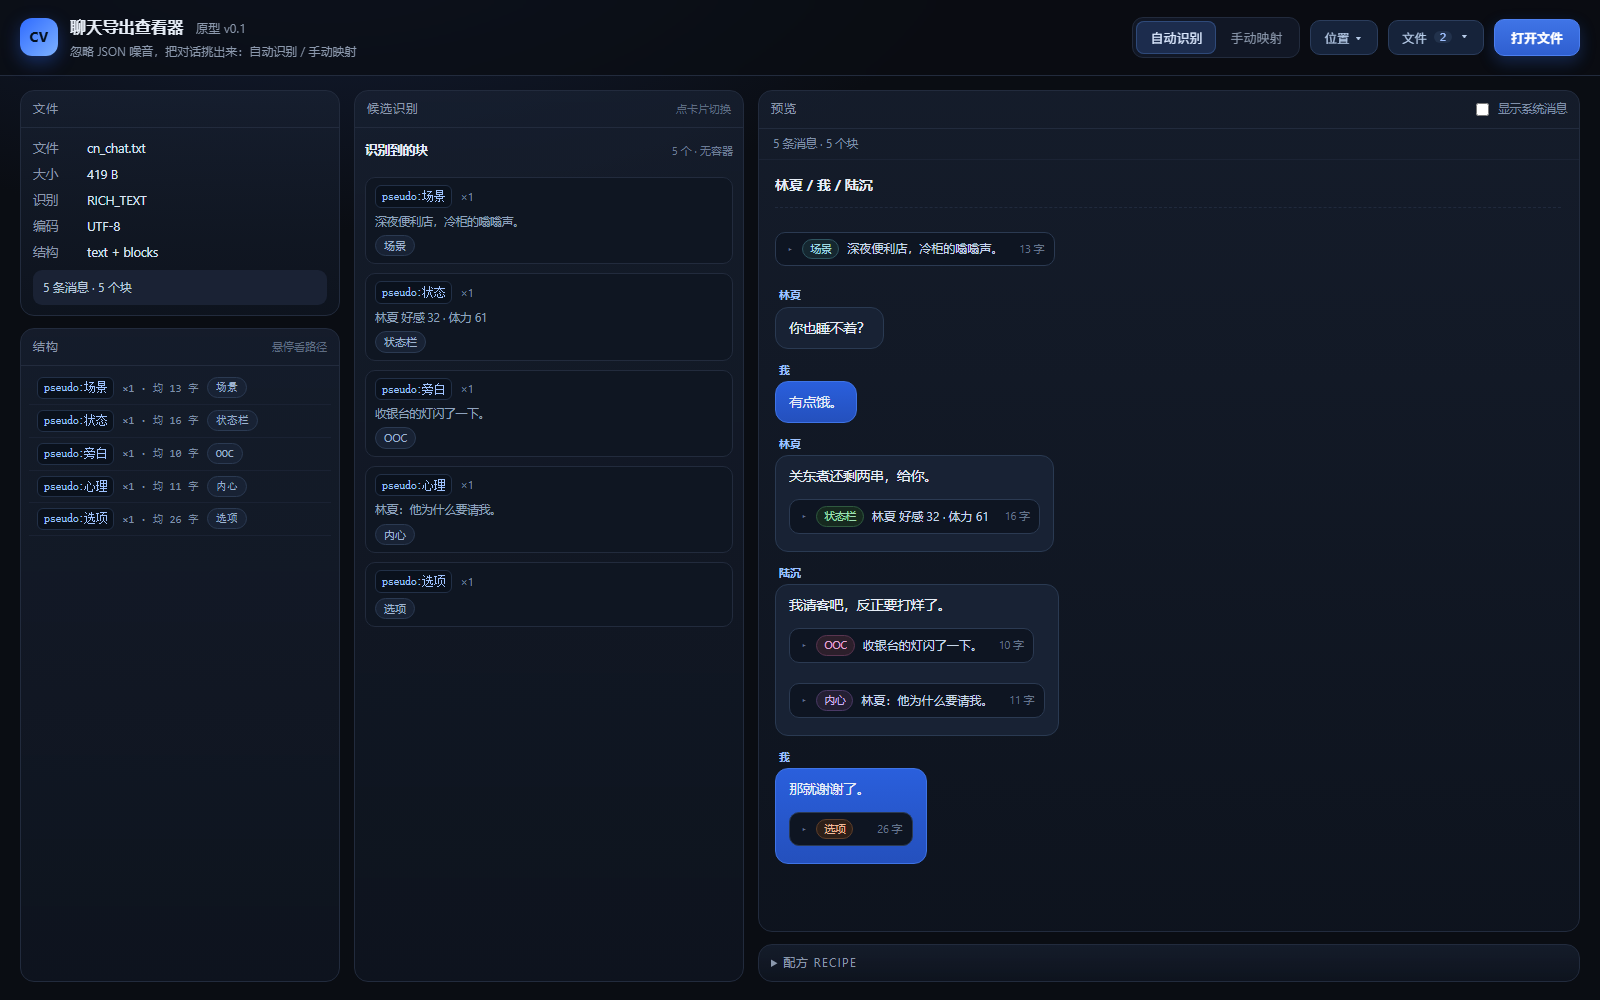 CV
聊天导出查看器 原型 v0.1
忽略 JSON 噪音，把对话挑出来：自动识别 / 手动映射
自动识别 手动映射 位置 文件 2 打开文件
文件
文件 cn_chat.txt
大小 419 B
识别 RICH_TEXT
编码 UTF-8
结构 text + blocks
5 条消息 · 5 个块
结构 悬停看路径
pseudo:场景 ×1 · 均 13 字 场景
pseudo:状态 ×1 · 均 16 字 状态栏
pseudo:旁白 ×1 · 均 10 字 OOC
pseudo:心理 ×1 · 均 11 字 内心
pseudo:选项 ×1 · 均 26 字 选项
候选识别 点卡片切换
识别到的块 5 个 · 无容器
pseudo:场景 ×1
深夜便利店，冷柜的嗡嗡声。
场景
pseudo:状态 ×1
林夏 好感 32 · 体力 61
状态栏
pseudo:旁白 ×1
收银台的灯闪了一下。
OOC
pseudo:心理 ×1
林夏：他为什么要请我。
内心
pseudo:选项 ×1
选项
预览 显示系统消息
5 条消息 · 5 个块
林夏 / 我 / 陆沉
场景 深夜便利店，冷柜的嗡嗡声。 13 字
林夏
你也睡不着？
我
有点饿。
林夏
关东煮还剩两串，给你。
状态栏 林夏 好感 32 · 体力 61 16 字
陆沉
我请客吧，反正要打烊了。
OOC 收银台的灯闪了一下。 10 字
内心 林夏：他为什么要请我。 11 字
我
那就谢谢了。
选项 26 字
配方 RECIPE